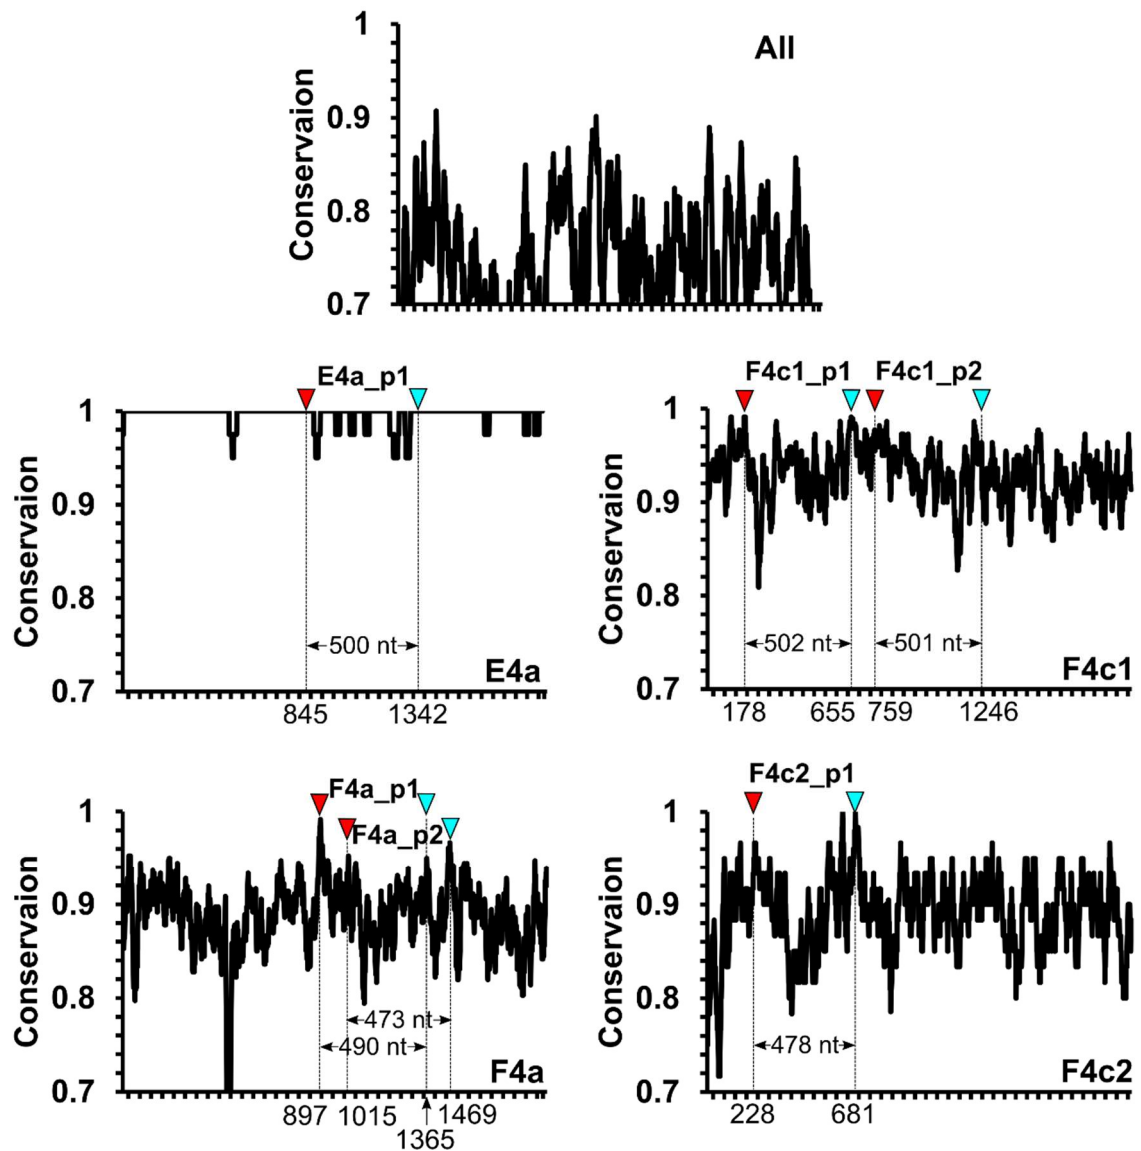 All
Conservaion
1
0.9
0.8
0.7
E4a_p1
Conservaion
1
0.9
0.8
0.7
500 nt
E4a
845 1342
F4c1_p1 F4c1_p2
Conservaion
1
0.9
0.8
0.7
502 nt 501 nt
F4c1
178 655 759 1246
F4a_p1
F4a_p2
Conservaion
1
0.9
0.8
0.7
473 nt
490 nt
F4a
897 1015 1469
1365
F4c2_p1
Conservaion
1
0.9
0.8
0.7
478 nt
F4c2
228 681